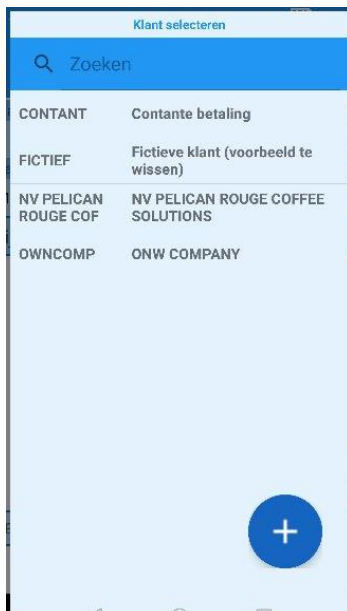 Klant selecteren
Zoeken
CONTANT Contante betaling
FICTIEF Fictieve klant (voorbeeld te
wissen)
NV PELICAN NV PELICAN ROUGE COFFEE
ROUGE COF SOLUTIONS
OWNCOMP ONW COMPANY
+